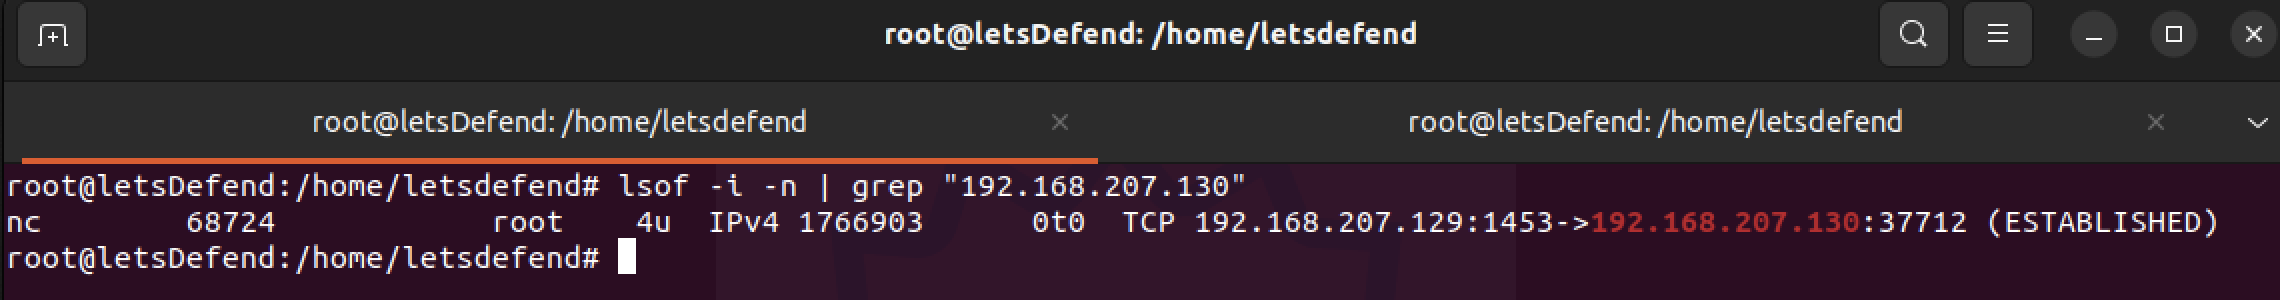 root@letsDefend: /home/letsdefend
root@letsDefend: /home/letsdefend × root@letsDefend: /home/letsdefend ×
root@letsDefend:/home/letsdefend# lsof -i -n | grep "192.168.207.130"
nc 68724 root 4u IPv4 1766903 0t0 TCP 192.168.207.129:1453->192.168.207.130:37712 (ESTABLISHED)
root@letsDefend:/home/letsdefend#